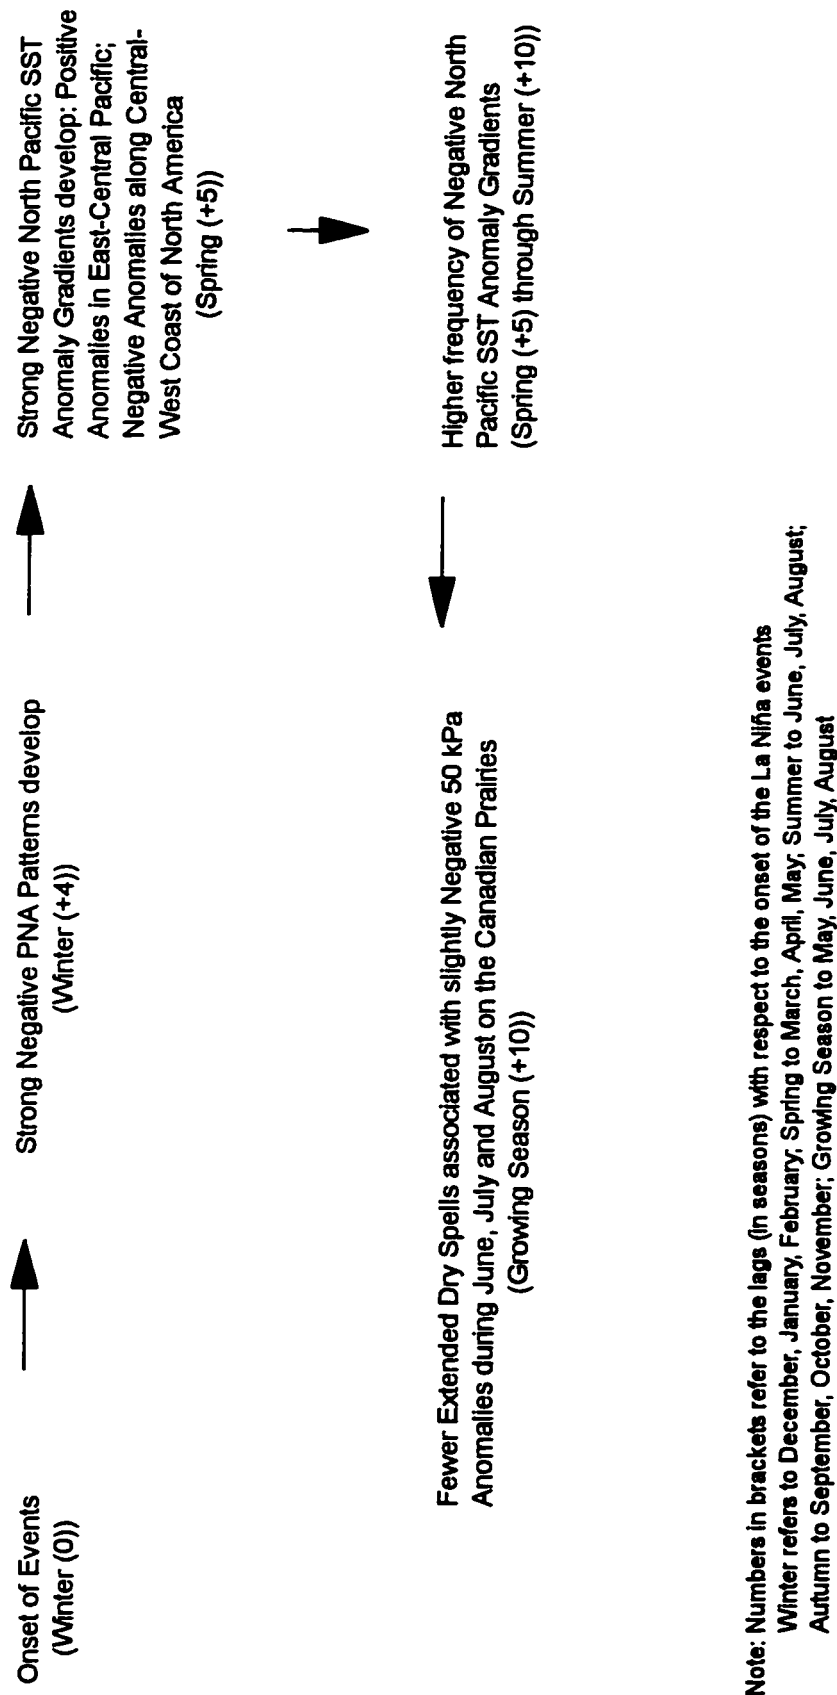 Onset of Events
(Winter (0))
Strong Negative PNA Patterns develop
(Winter (+4))
Strong Negative North Pacific SST
Anomaly Gradients develop: Positive
Anomalies in East-Central Pacific;
Negative Anomalies along Central-
West Coast of North America
(Spring (+5))
Higher frequency of Negative North
Pacific SST Anomaly Gradients
(Spring (+5) through Summer (+10))
Fewer Extended Dry Spells associated with slightly Negative 50 kPa
Anomalies during June, July and August on the Canadian Prairies
(Growing Season (+10))
Note: Numbers in brackets refer to the lags (in seasons) with respect to the onset of the La Niña events
Winter refers to December, January, February; Spring to March, April, May; Summer to June, July, August;
Autumn to September, October, November; Growing Season to May, June, July, August